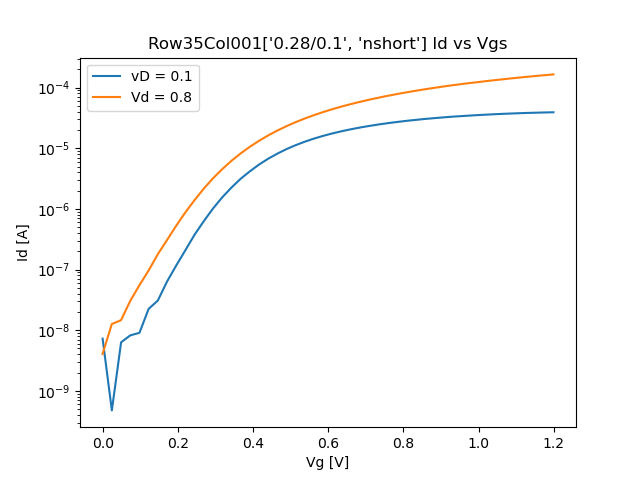 Row35Col001['0.28/0.1', 'nshort'] Id vs Vgs
vD = 0.1
Vd = 0.8
Id [A]
10⁻⁴
10⁻⁵
10⁻⁶
10⁻⁷
10⁻⁸
10⁻⁹
0.0 0.2 0.4 0.6 0.8 1.0 1.2
Vg [V]